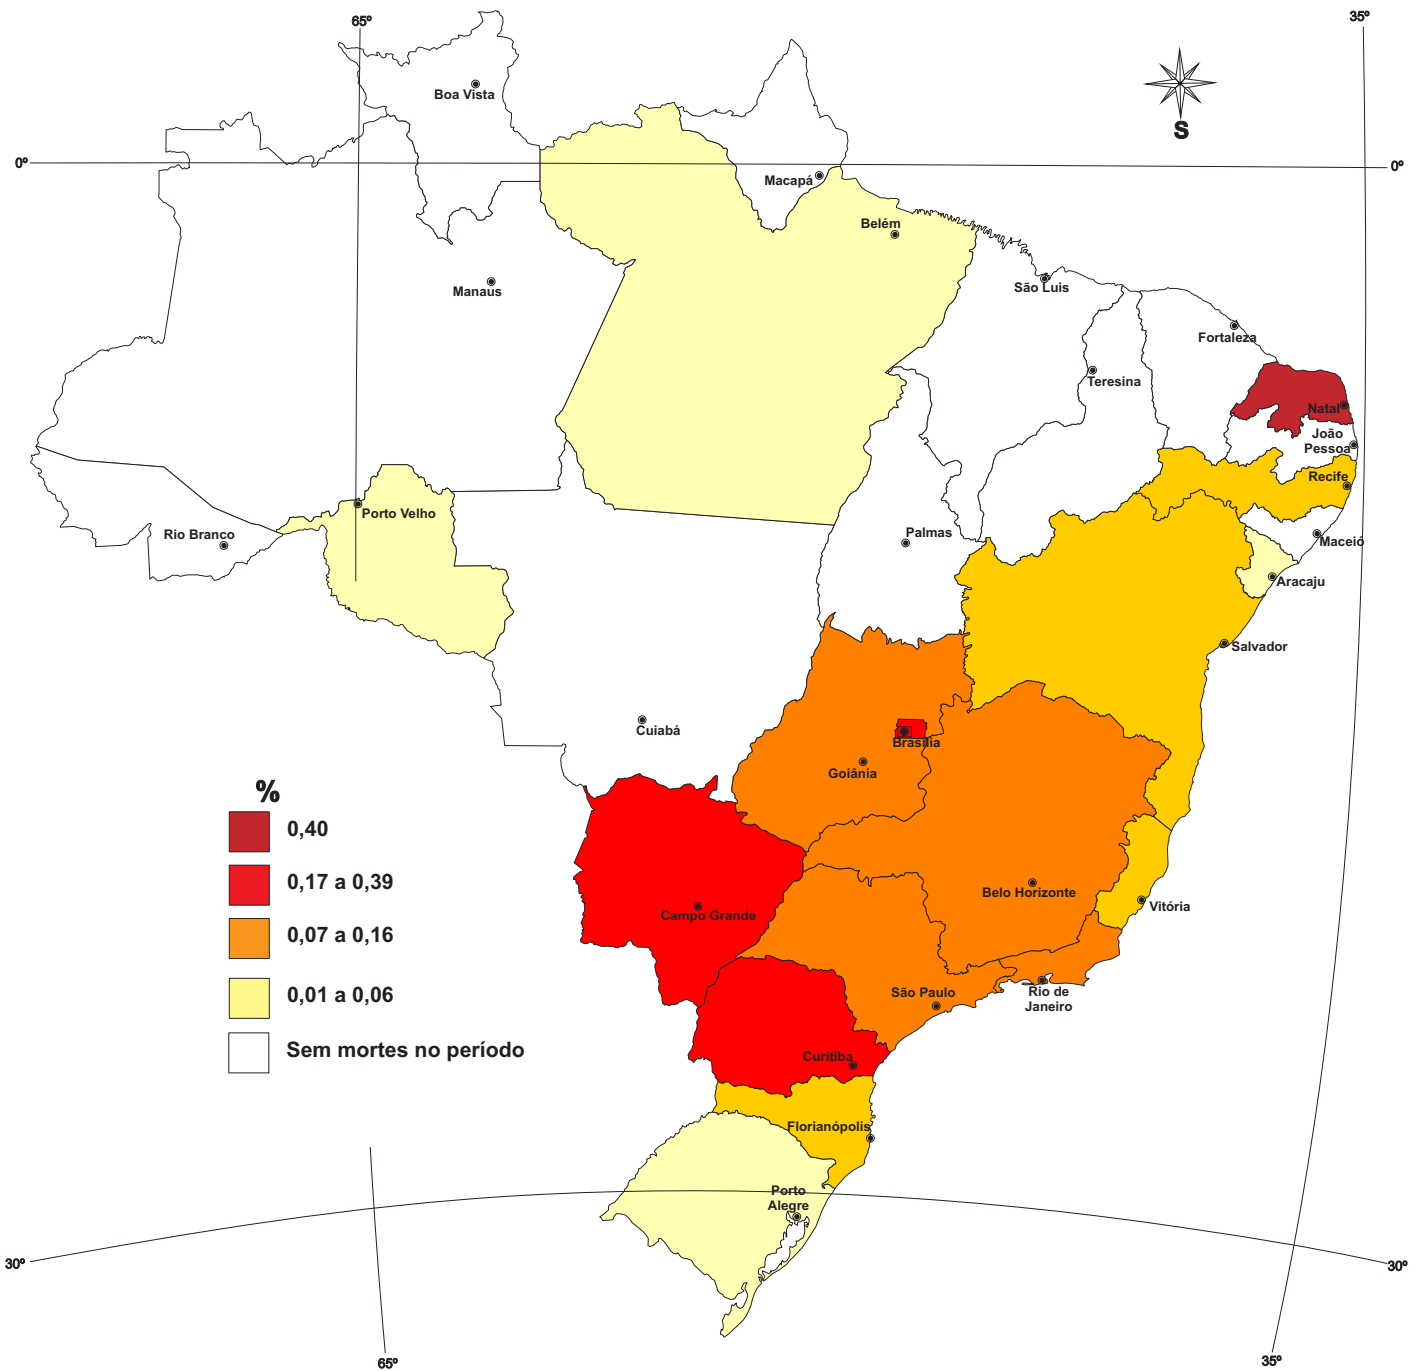 65º
35º
Boa Vista
S
0º
0º
Macapá
Belém
Manaus
São Luis
Fortaleza
Teresina
Natal
João
Pessoa
Recife
Porto Velho
Rio Branco
Palmas
Maceió
Aracaju
Salvador
Cuiabá
Brasília
Goiânia
%
0,40
0,17 a 0,39
0,07 a 0,16
0,01 a 0,06
Sem mortes no período
Belo Horizonte
Campo Grande
Vitória
São Paulo
Rio de
Janeiro
Curitiba
Florianópolis
Porto
Alegre
30º
30º
65º
35º